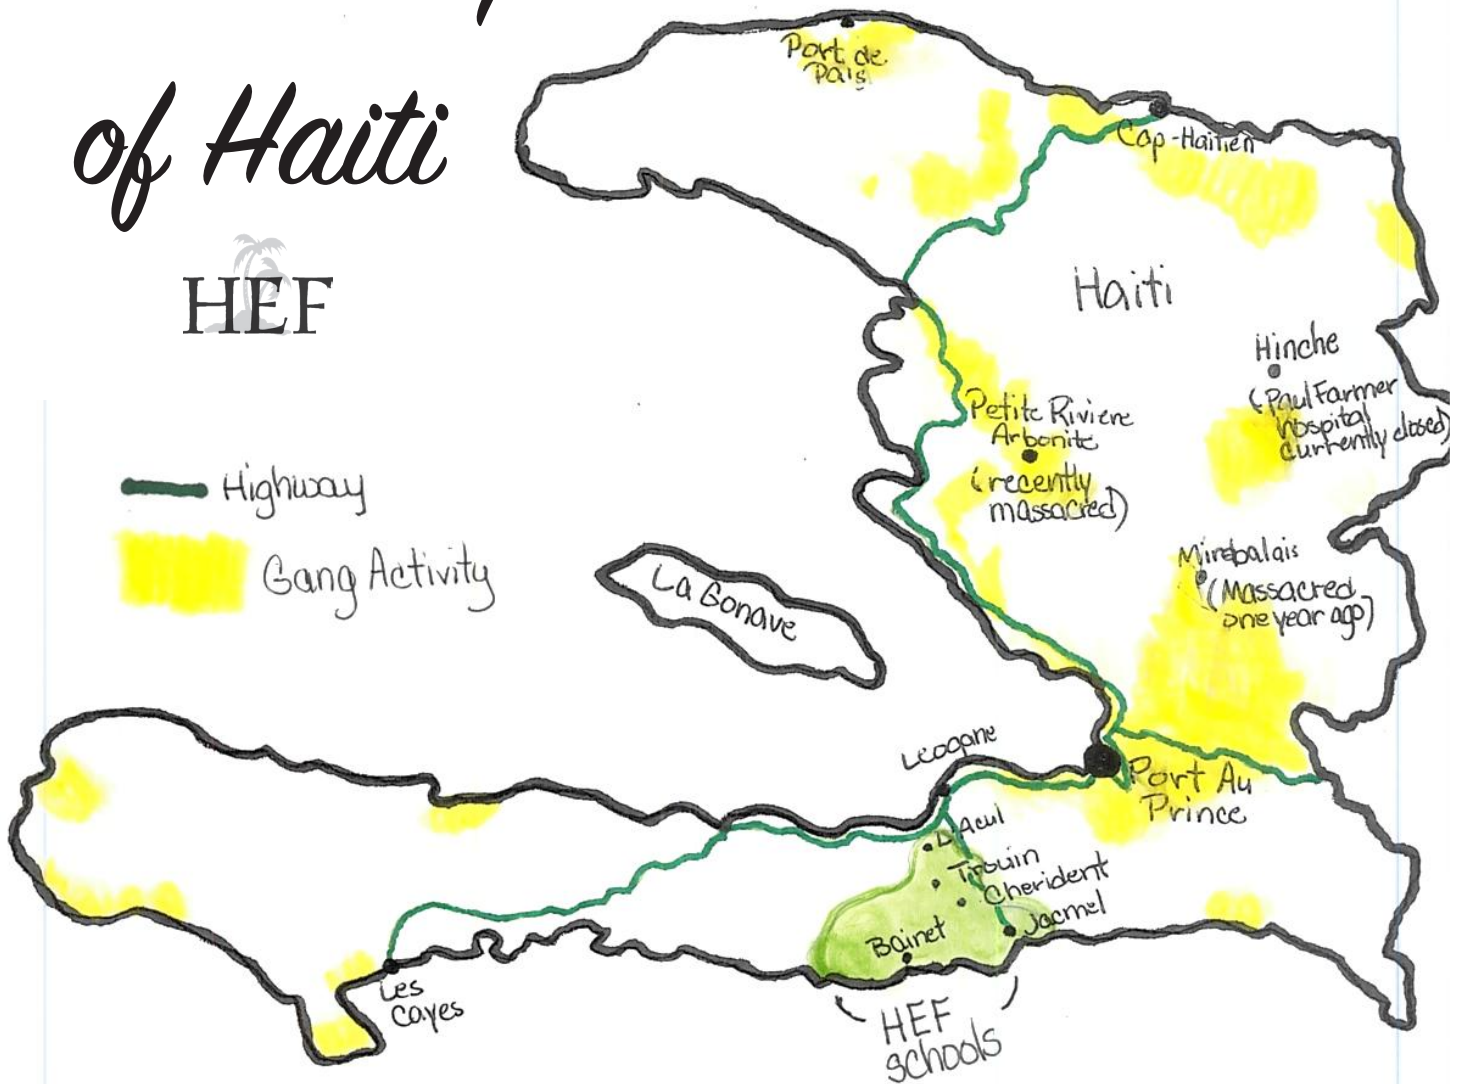 of Haiti
HEF
Port de
Pais
Cap-Haitien
Haiti
Hinche
(Paul Farmer
hospital
currently closed)
Petite Riviere
Arbonite
(recently
massacred)
Highway
Gang Activity
Mirebalais
(Massacred
one year ago)
La Gonave
Leogane
Port Au
Prince
L'Acul
Trouin
Cherident
Jacmel
Bainet
Les
Cayes
HEF
schools